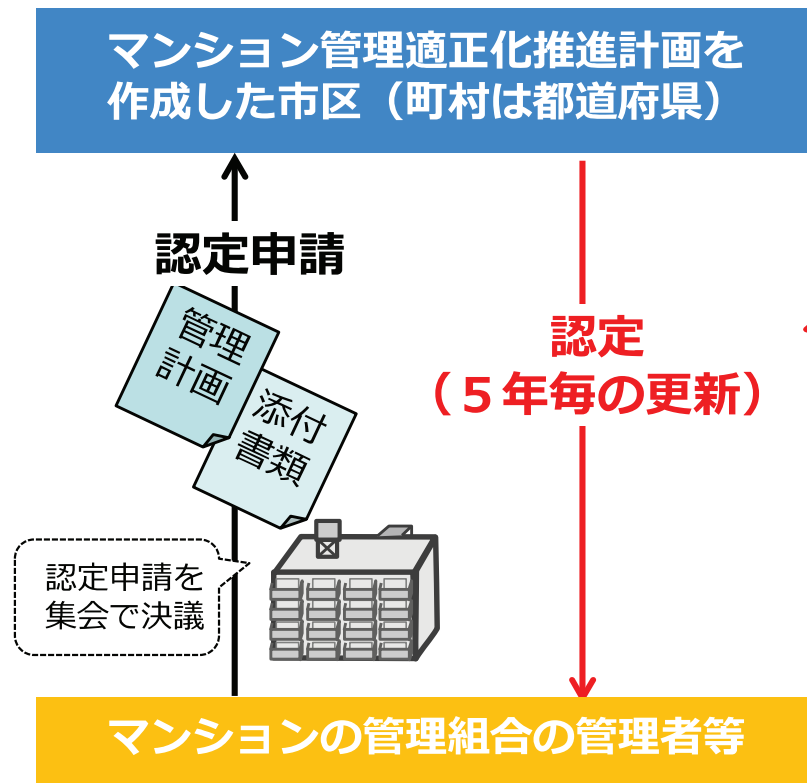 マンション管理適正化推進計画を
作成した市区（町村は都道府県）
認定申請
管理
計画
添付
書類
認定
（５年毎の更新）
認定申請を
集会で決議
マンションの管理組合の管理者等